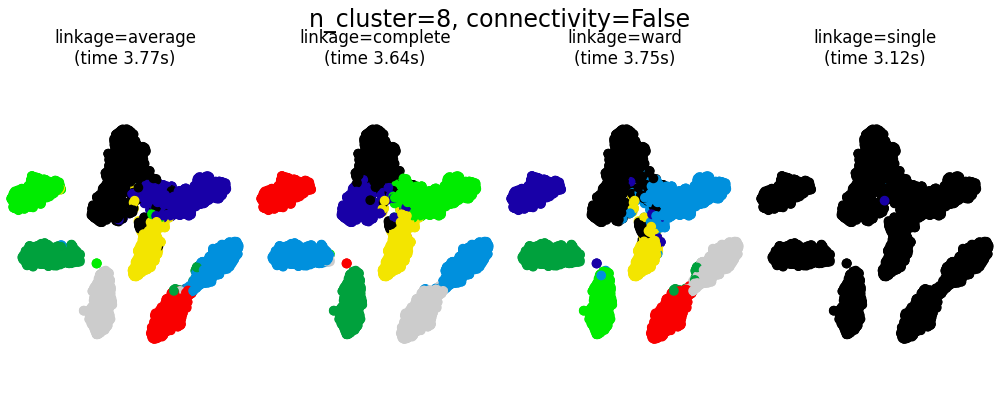 n_cluster=8, connectivity=False
linkage=average
(time 3.77s)
linkage=complete
(time 3.64s)
linkage=ward
(time 3.75s)
linkage=single
(time 3.12s)